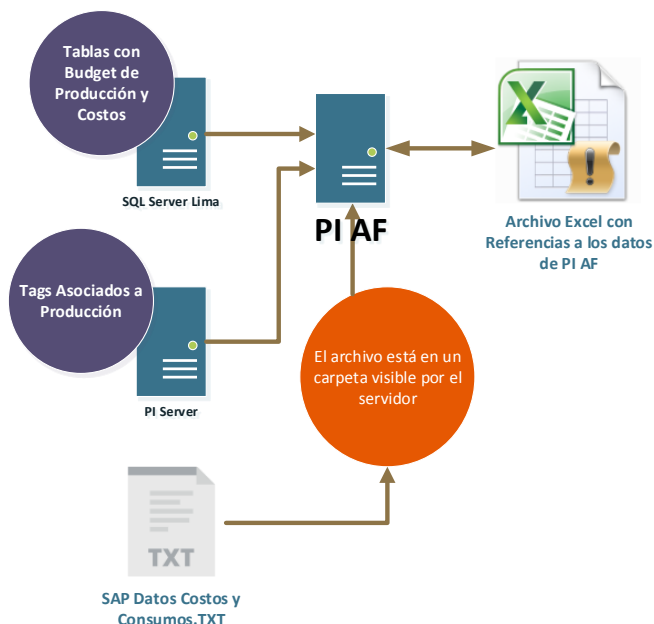 Tablas con
Budget de
Producción y
Costos
SQL Server Lima
PI AF
Archivo Excel con
Referencias a los datos
de PI AF
Tags Asociados a
Producción
PI Server
El archivo está en un
carpeta visible por el
servidor
TXT
SAP Datos Costos y
Consumos.TXT